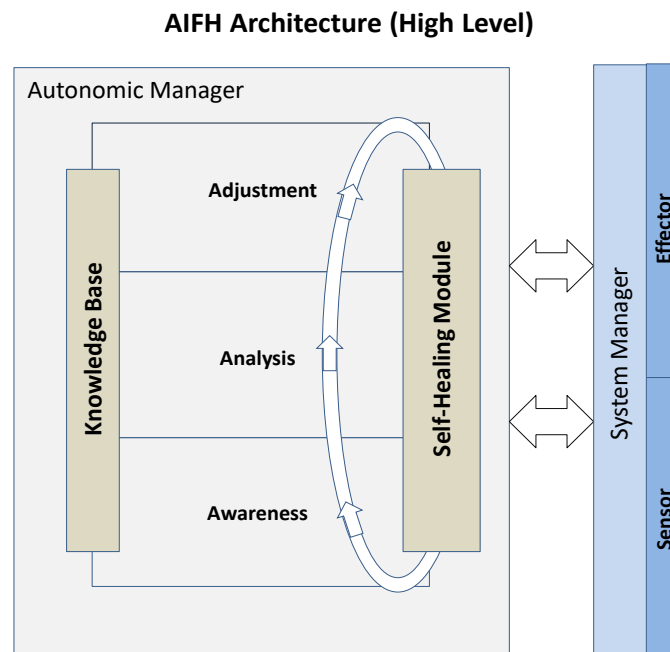 AIFH Architecture (High Level)
Autonomic Manager
Adjustment
Analysis
Awareness
Knowledge Base
Self-Healing Module
System Manager
Effector
Sensor